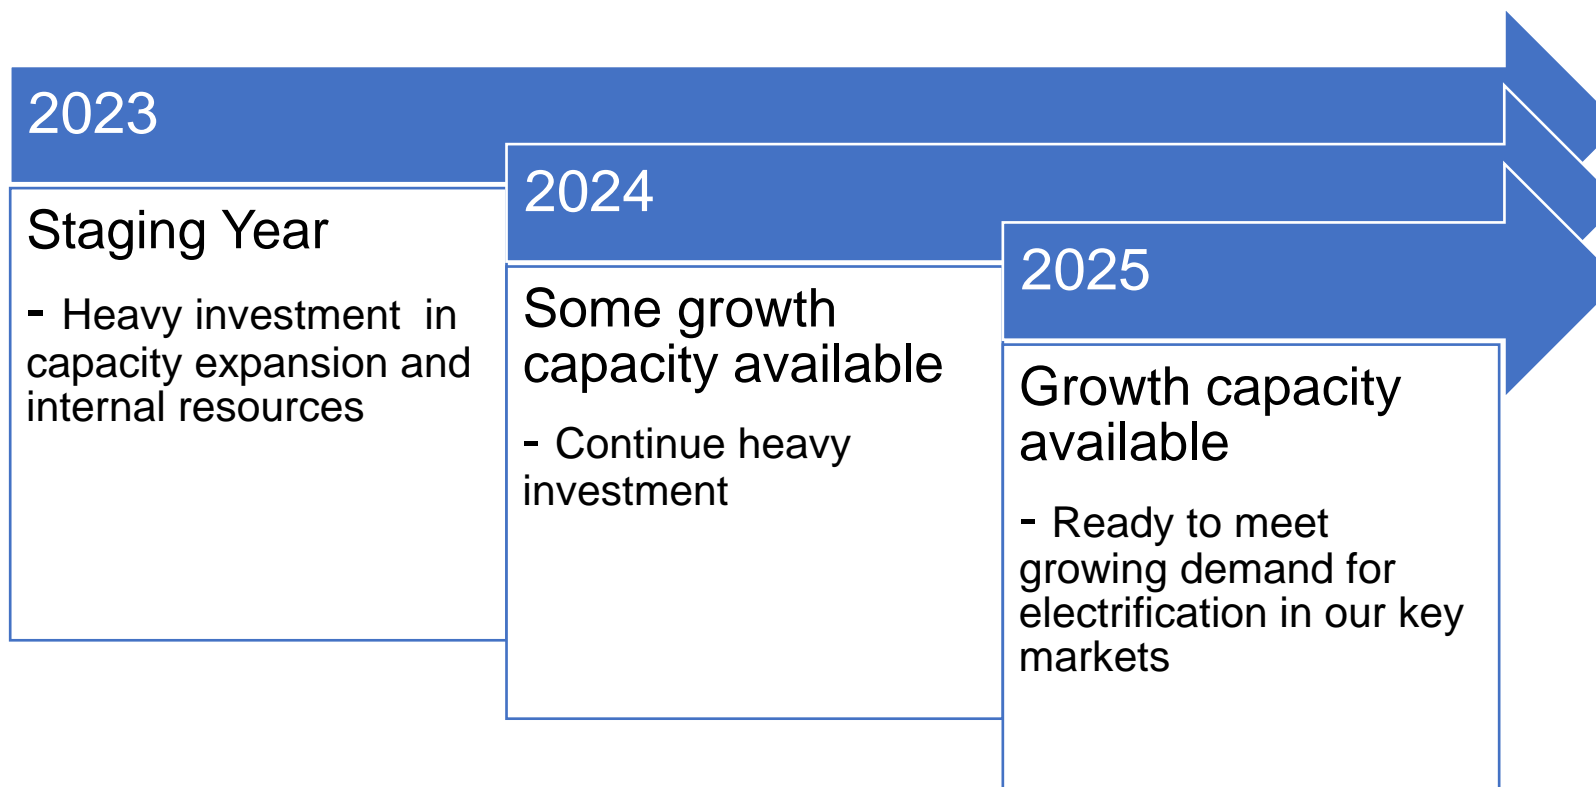 2023
Staging Year
- Heavy investment  in
capacity expansion and
internal resources
2024
Some growth
capacity available
- Continue heavy
investment
2025
Growth capacity
available
- Ready to meet
growing demand for
electrification in our key
markets